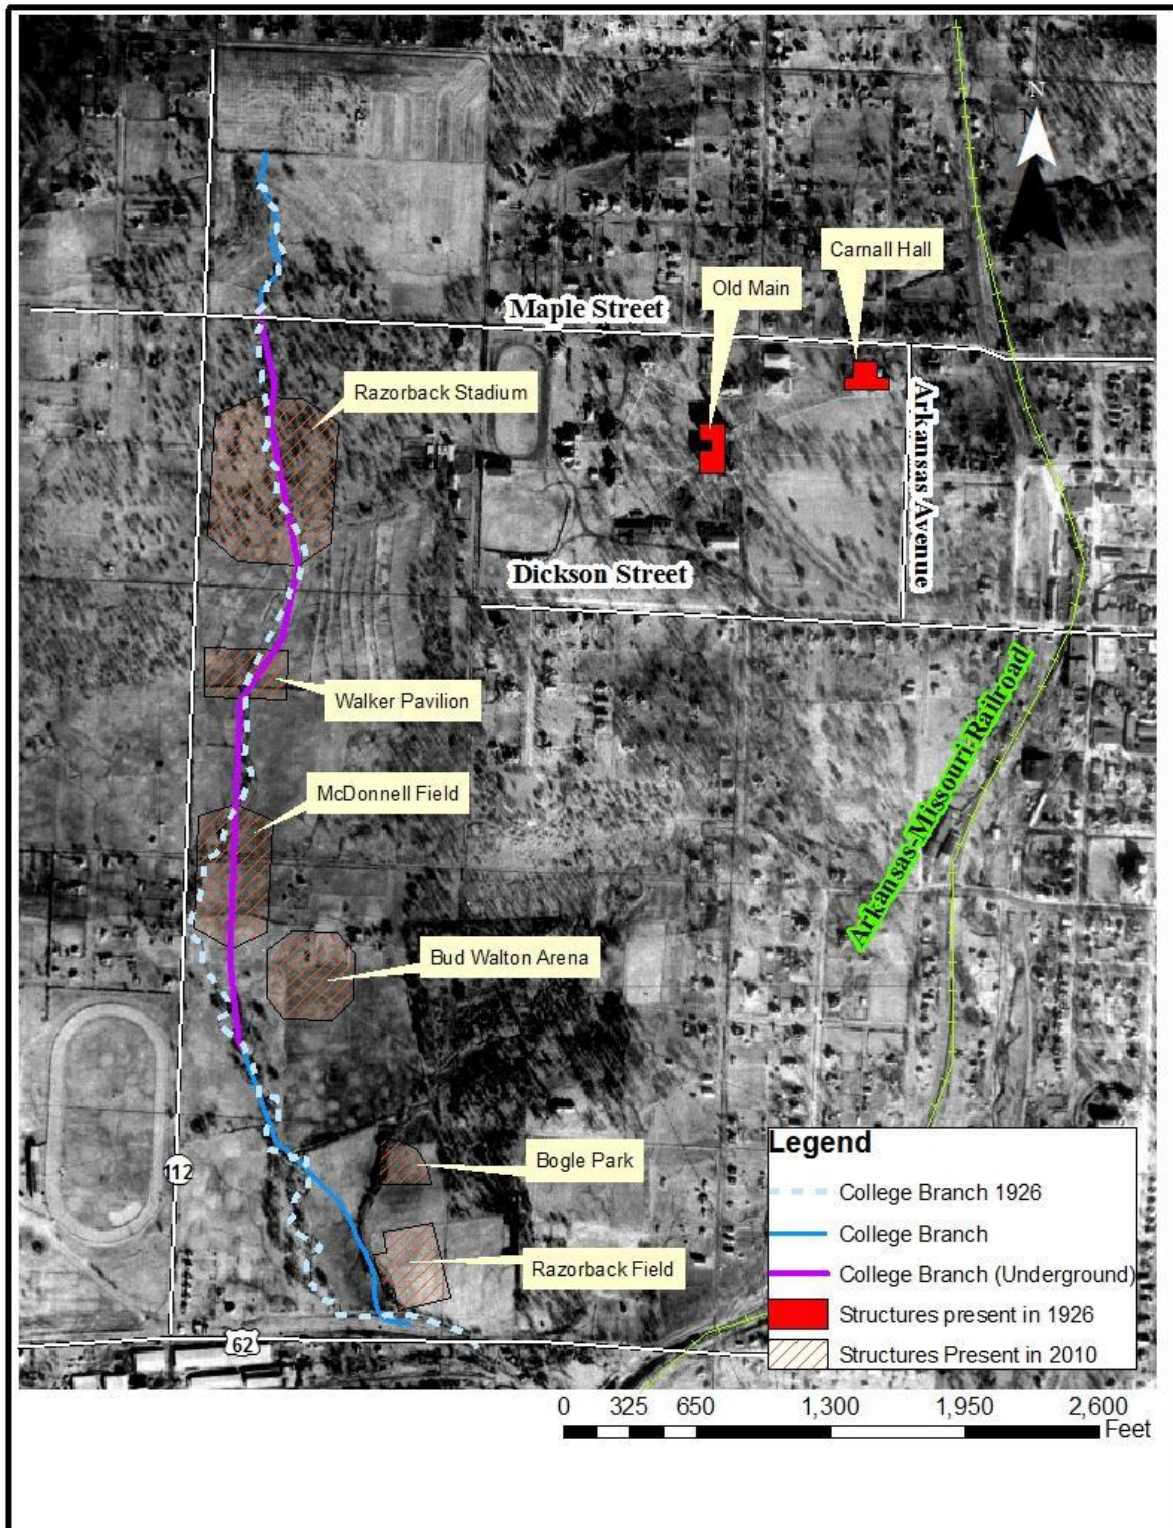 N
Carnall Hall
Old Main
Maple Street
Razorback Stadium
Arkansas Avenue
Dickson Street
Walker Pavilion
Arkansas-Missouri Railroad
McDonnell Field
Bud Walton Arena
112
Bogle Park
Razorback Field
62
Legend
College Branch 1926
College Branch
College Branch (Underground)
Structures present in 1926
Structures Present in 2010
0 325 650 1,300 1,950 2,600
Feet